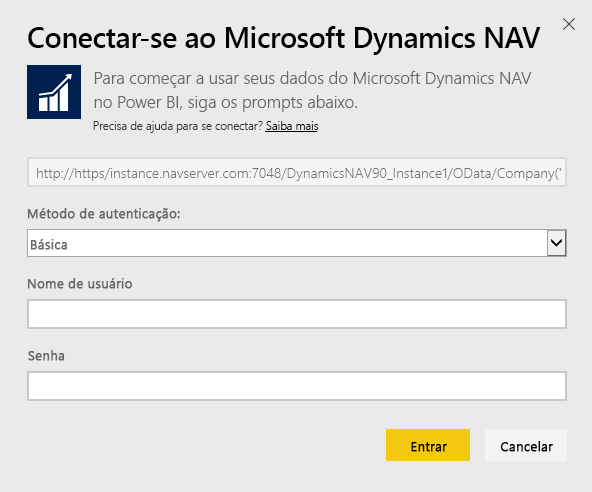 Conectar-se ao Microsoft Dynamics NAV
Para começar a usar seus dados do Microsoft Dynamics NAV
no Power BI, siga os prompts abaixo.
Precisa de ajuda para se conectar? Saiba mais
http://https/instance.navserver.com:7048/DynamicsNAV90_Instance1/OData/Company('
Método de autenticação:
Básica
Nome de usuário
Senha
Entrar
Cancelar